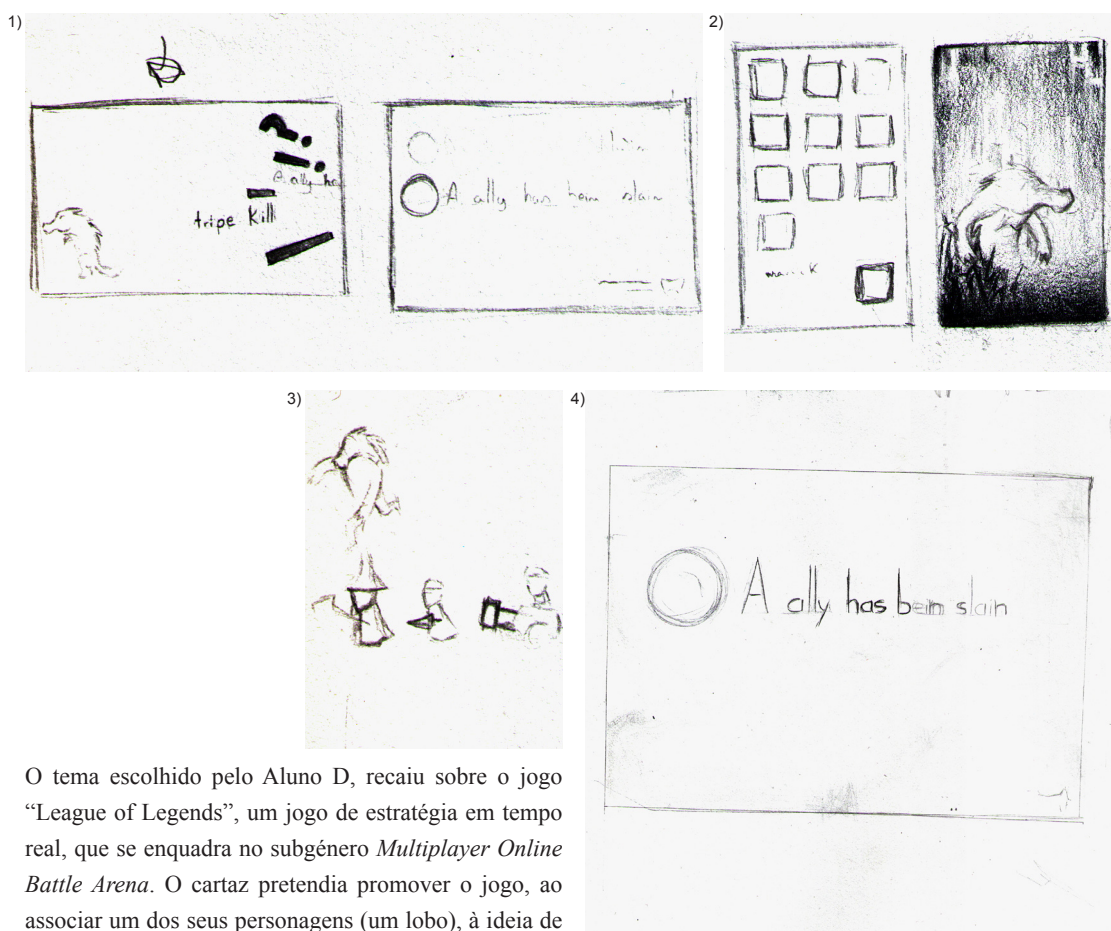 1)
2)
e. ally ha
tripe Kill
A ally has bein slain
3)
4)
A ally has bein slain
O tema escolhido pelo Aluno D, recaiu sobre o jogo
“League of Legends”, um jogo de estratégia em tempo
real, que se enquadra no subgénero Multiplayer Online
Battle Arena. O cartaz pretendia promover o jogo, ao
associar um dos seus personagens (um lobo), à ideia de